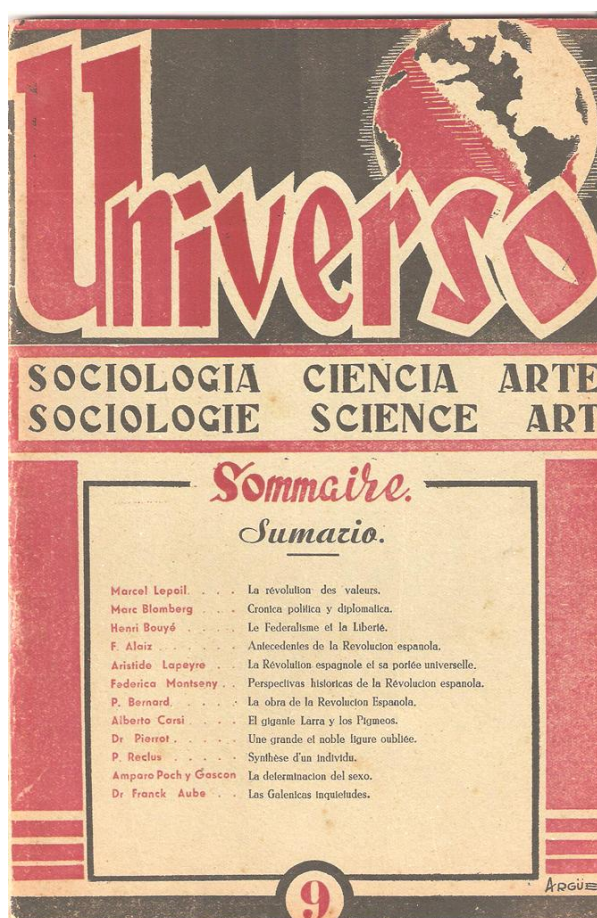 Universo
SOCIOLOGIA CIENCIA ARTE
SOCIOLOGIE SCIENCE ART
Sommaire.
Sumario.
Marcel Lepoil. . . . La révolution des valeurs.
Marc Blomberg . . . Cronica politica y diplomatica.
Henri Bouyé . . . . . Le Federalisme et la Liberté.
F. Alaiz . . . . . . . Antecedentes de la Revolucion espanola.
Aristide Lapeyre . . . La Révolution espagnole et sa portée universelle.
Federica Montseny . . Perspectivas historicas de la Révolucion espanola.
P. Bernard. . . . . . La obra de la Revolucion Espanola.
Alberto Carsi . . . . El gigante Larra y los Pigmeos.
Dr Pierrot . . . . . . Une grande et noble figure oubliée.
P. Reclus . . . . . . Synthèse d'un individu.
Amparo Poch y Gascon La determinacion del sexo.
Dr Franck Aube . . . Las Galenicas inquietudes.
9